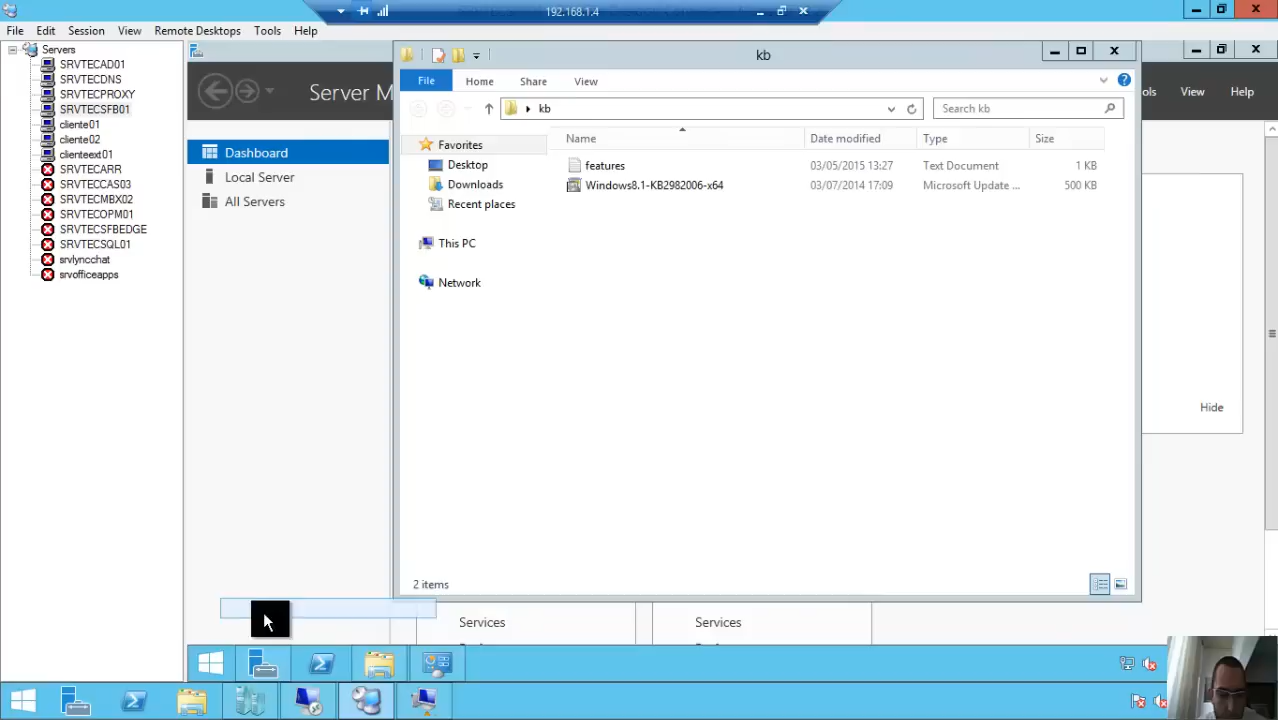 192.168.1.4
File Edit Session View Remote Desktops Tools Help
Servers
SRVTECAD01
SRVTECDNS
SRVTECPROXY
SRVTECSFB01
cliente01
cliente02
clienteext01
SRVTECARR
SRVTECCAS03
SRVTECMBX02
SRVTECOPM01
SRVTECSFBEDGE
SRVTECSQL01
srvlyncchat
srvofficeapps
Server M
ols View Help
Dashboard
Local Server
All Servers
kb
File Home Share View
kb
Search kb
Favorites
Desktop
Downloads
Recent places
This PC
Network
Name Date modified Type Size
features 03/05/2015 13:27 Text Document 1 KB
Windows8.1-KB2982006-x64 03/07/2014 17:09 Microsoft Update ... 500 KB
2 items
Hide
Services Services